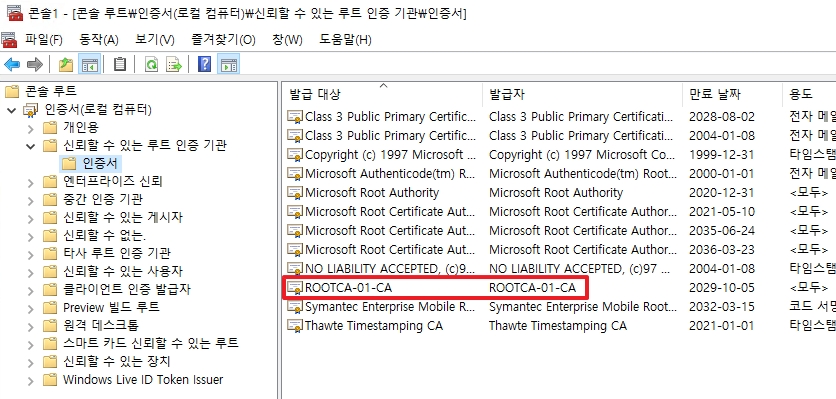 콘솔1 - [콘솔 루트\인증서(로컬 컴퓨터)\신뢰할 수 있는 루트 인증 기관\인증서]
파일(F) 동작(A) 보기(V) 즐겨찾기(O) 창(W) 도움말(H)
콘솔 루트
인증서(로컬 컴퓨터)
개인용
신뢰할 수 있는 루트 인증 기관
인증서
엔터프라이즈 신뢰
중간 인증 기관
신뢰할 수 있는 게시자
신뢰할 수 없는.
타사 루트 인증 기관
신뢰할 수 있는 사용자
클라이언트 인증 발급자
Preview 빌드 루트
원격 데스크톱
스마트 카드 신뢰할 수 있는 루트
신뢰할 수 있는 장치
Windows Live ID Token Issuer
발급 대상 발급자 만료 날짜 용도
Class 3 Public Primary Certific... Class 3 Public Primary Certificati... 2028-08-02 전자 메일
Class 3 Public Primary Certific... Class 3 Public Primary Certificati... 2004-01-08 전자 메일
Copyright (c) 1997 Microsoft ... Copyright (c) 1997 Microsoft Co... 1999-12-31 타임스탬
Microsoft Authenticode(tm) R... Microsoft Authenticode(tm) Root... 2000-01-01 전자 메일
Microsoft Root Authority Microsoft Root Authority 2020-12-31 <모두>
Microsoft Root Certificate Aut... Microsoft Root Certificate Author... 2021-05-10 <모두>
Microsoft Root Certificate Aut... Microsoft Root Certificate Author... 2035-06-24 <모두>
Microsoft Root Certificate Aut... Microsoft Root Certificate Author... 2036-03-23 <모두>
NO LIABILITY ACCEPTED, (c)9... NO LIABILITY ACCEPTED, (c)97 ... 2004-01-08 타임스탬
ROOTCA-01-CA ROOTCA-01-CA 2029-10-05 <모두>
Symantec Enterprise Mobile R... Symantec Enterprise Mobile Root... 2032-03-15 코드 서명
Thawte Timestamping CA Thawte Timestamping CA 2021-01-01 타임스탬